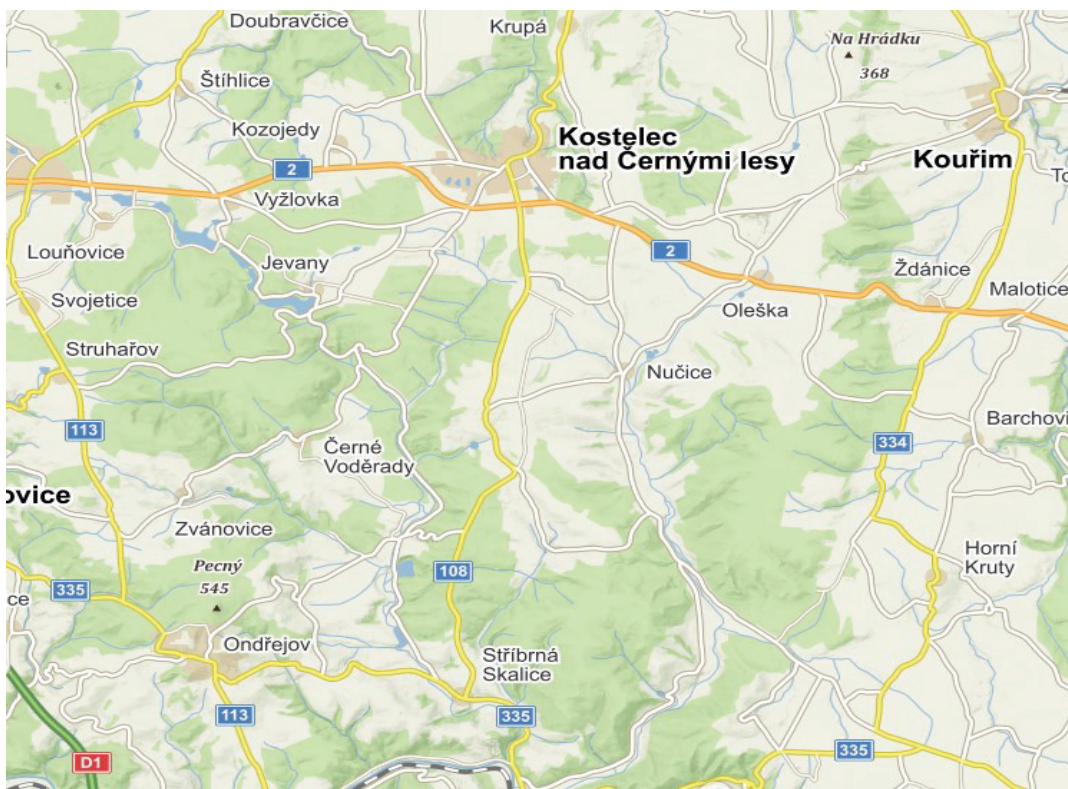 Doubravčice
Krupá
Na Hrádku
368
Štíhlice
Kozojedy
Kostelec
nad Černými lesy
Kouřim
2
Vyžlovka
Louňovice
Jevany
2
Ždánice
Malotice
Svojetice
Oleška
Struhařov
Nučice
113
334
Barchovi
Černé
Voděrady
ovice
Zvánovice
Pecný
545
335
108
Horní
Kruty
ce
Ondřejov
Stříbrná
Skalice
113
335
335
D1